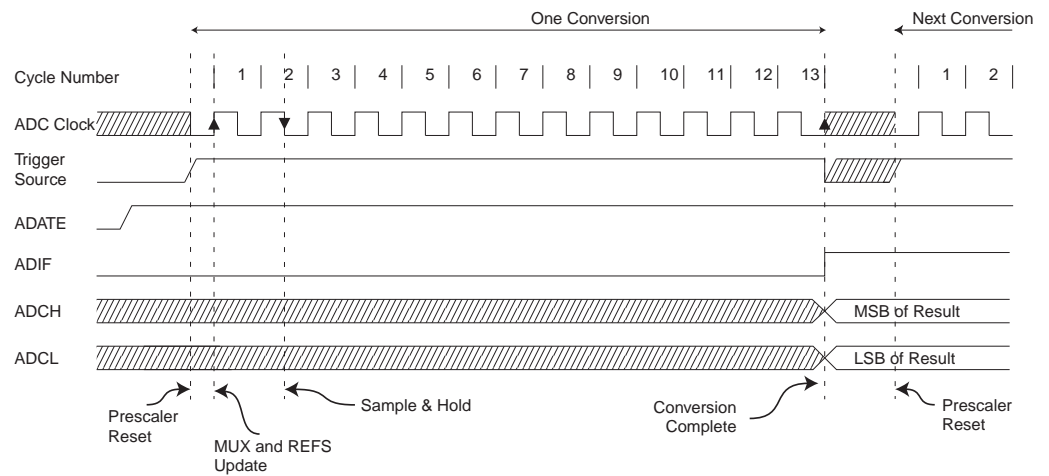 One Conversion
Next Conversion
Cycle Number
1 2 3 4 5 6 7 8 9 10 11 12 13 1 2
ADC Clock
Trigger
Source
ADATE
ADIF
ADCH
MSB of Result
ADCL
LSB of Result
Prescaler
Reset
MUX and REFS
Update
Sample & Hold
Conversion
Complete
Prescaler
Reset